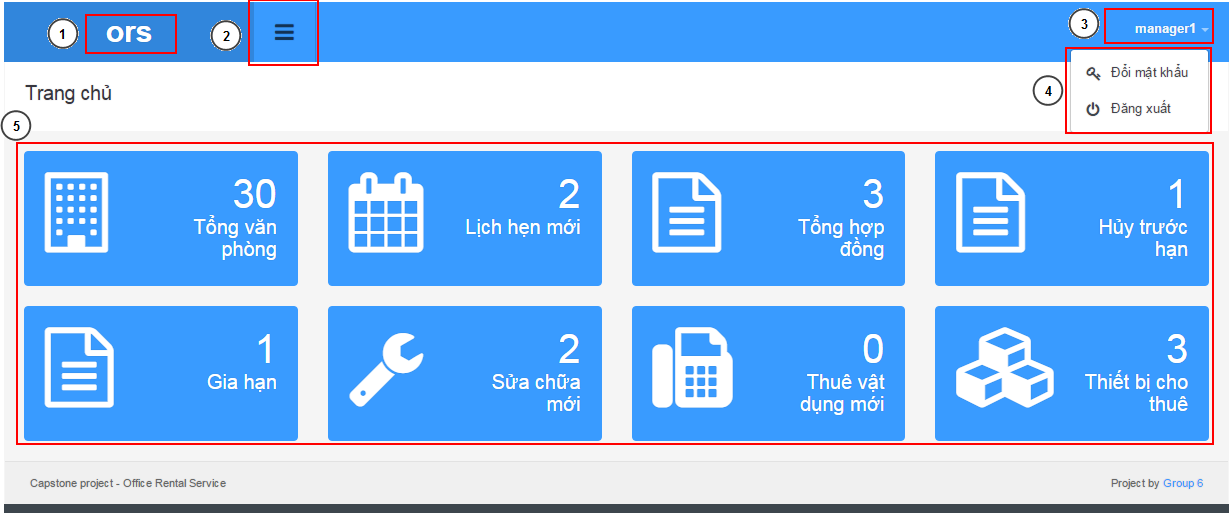 1 ors 2 3 manager1
4 Đổi mật khẩu
Đăng xuất
Trang chủ
5
30
Tổng văn
phòng
2
Lịch hẹn mới
3
Tổng hợp
đồng
1
Hủy trước
hạn
1
Gia hạn
2
Sửa chữa
mới
0
Thuê vật
dụng mới
3
Thiết bị cho
thuê
Capstone project - Office Rental Service
Project by Group 6